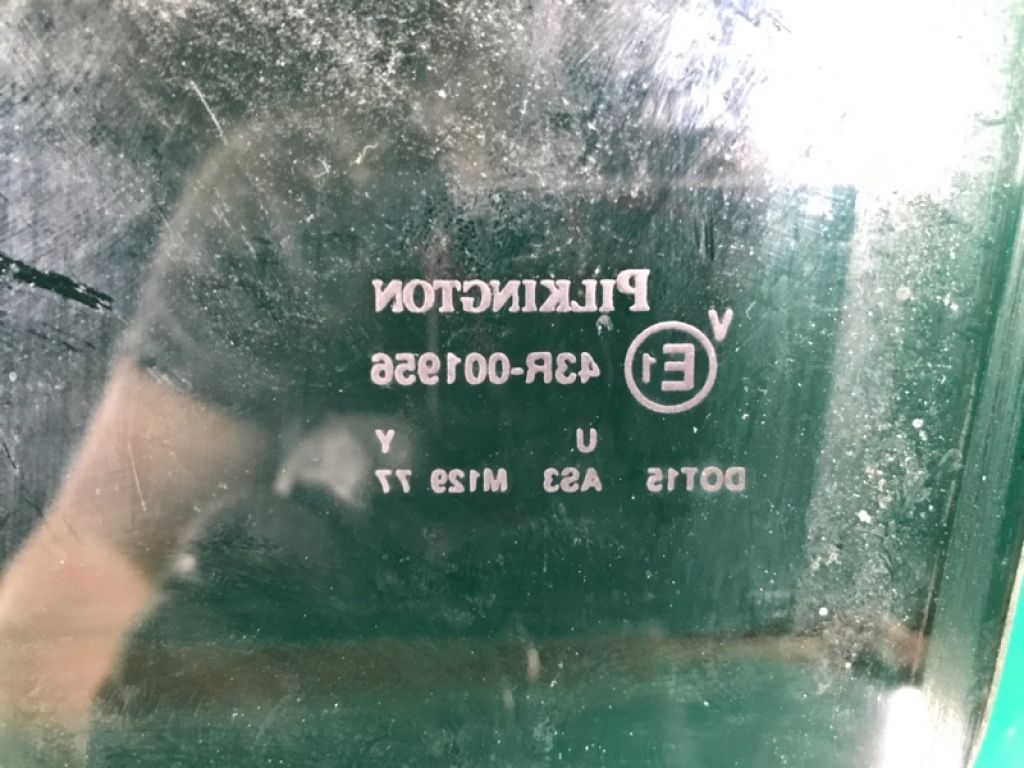 PILKINGTON
V
E1 43R-001956
U Y
DOT15 AS3 M129 77